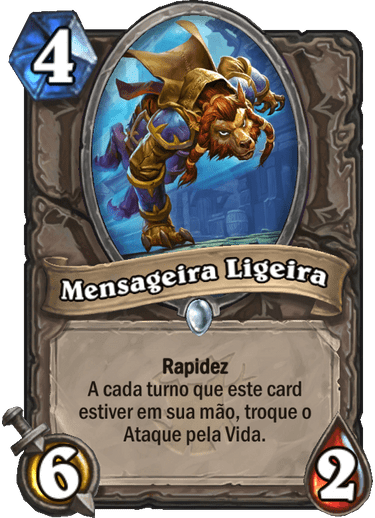 4
Mensageira Ligeira
Rapidez
A cada turno que este card
estiver em sua mão, troque o
Ataque pela Vida.
6
2